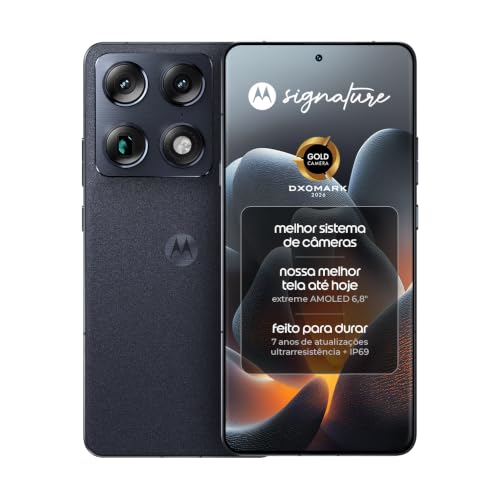 signature
GOLD
CAMERA
DXOMARK
2026
melhor sistema
de câmeras
nossa melhor
tela até hoje
extreme AMOLED 6,8"
feito para durar
7 anos de atualizações
ultrarresistência + IP69